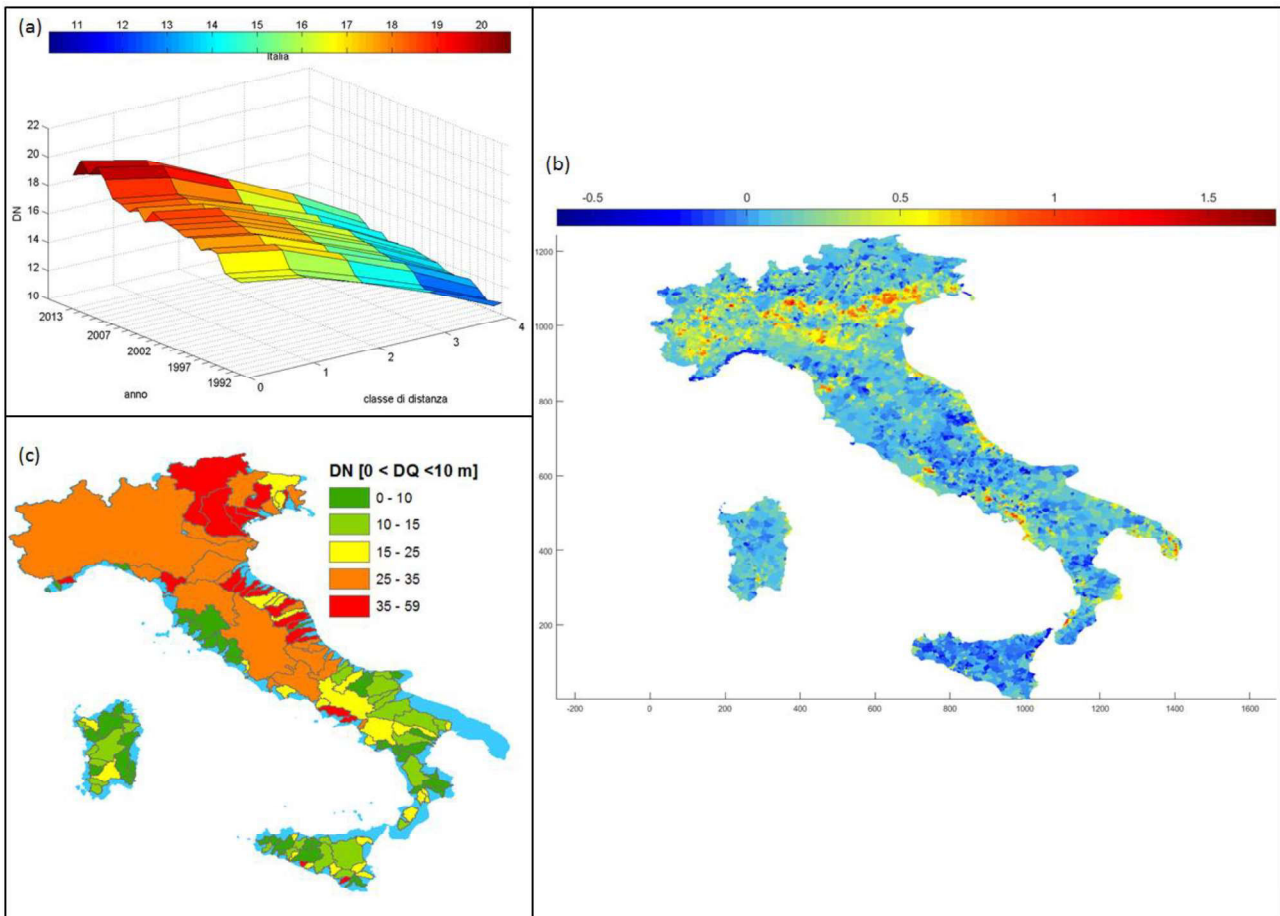 (a)
11 12 13 14 15 16 17 18 19 20
Italia
22
20
18
16
14
12
10
DN
2013
2007
2002
1997
1992
anno
0 1 2 3 4
classe di distanza
(b)
-0.5 0 0.5 1 1.5
1200
1000
800
600
400
200
-200 0 200 400 600 800 1000 1200 1400 1600
(c)
DN [0 < DQ <10 m]
0 - 10
10 - 15
15 - 25
25 - 35
35 - 59